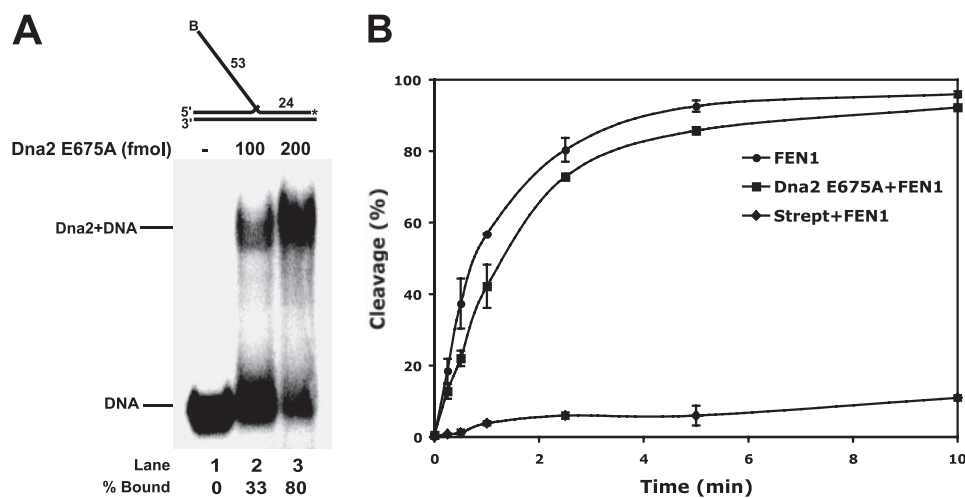 A
B
53
24
5'
*
3'
Dna2 E675A (fmol) - 100 200
Dna2+DNA
DNA
Lane 1 2 3
% Bound 0 33 80
B
100
80
60
40
20
0
Cleavage (%)
FEN1
Dna2 E675A+FEN1
Strept+FEN1
0 2 4 6 8 10
Time (min)